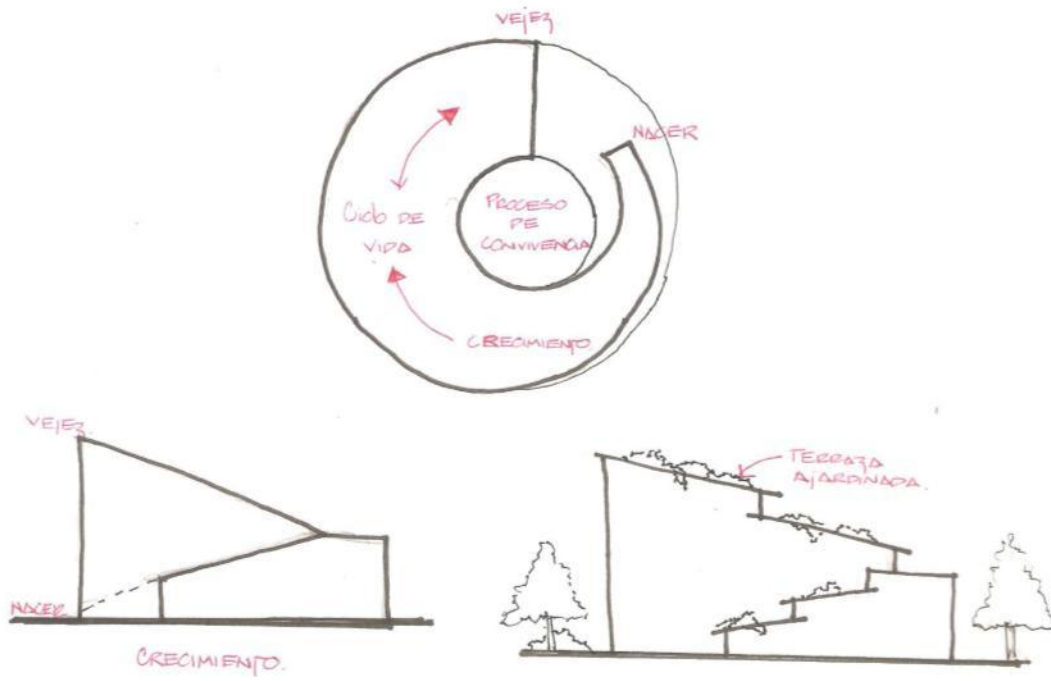 VEJEZ
NACER
PROCESO
DE
CONVIVENCIA
Ciclo DE
VIDA
CRECIMIENTO
VEJEZ.
NACER
CRECIMIENTO.
TERRAZA
AJARDINADA.